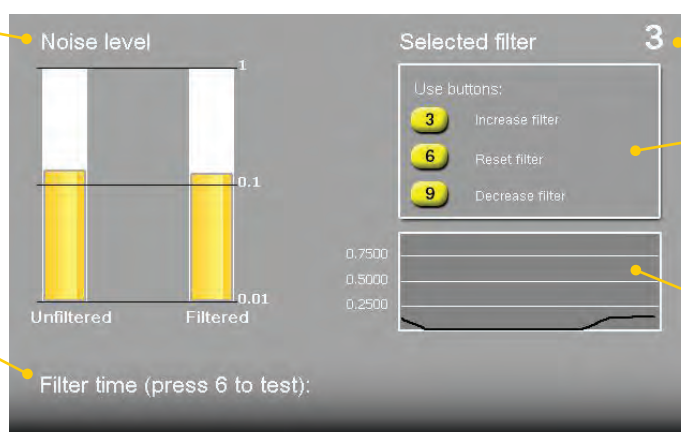 Noise level
1
0.1
0.01
Unfiltered Filtered
Selected filter 3
Use buttons:
3 Increase filter
6 Reset filter
9 Decrease filter
0.7500
0.5000
0.2500
Filter time (press 6 to test):